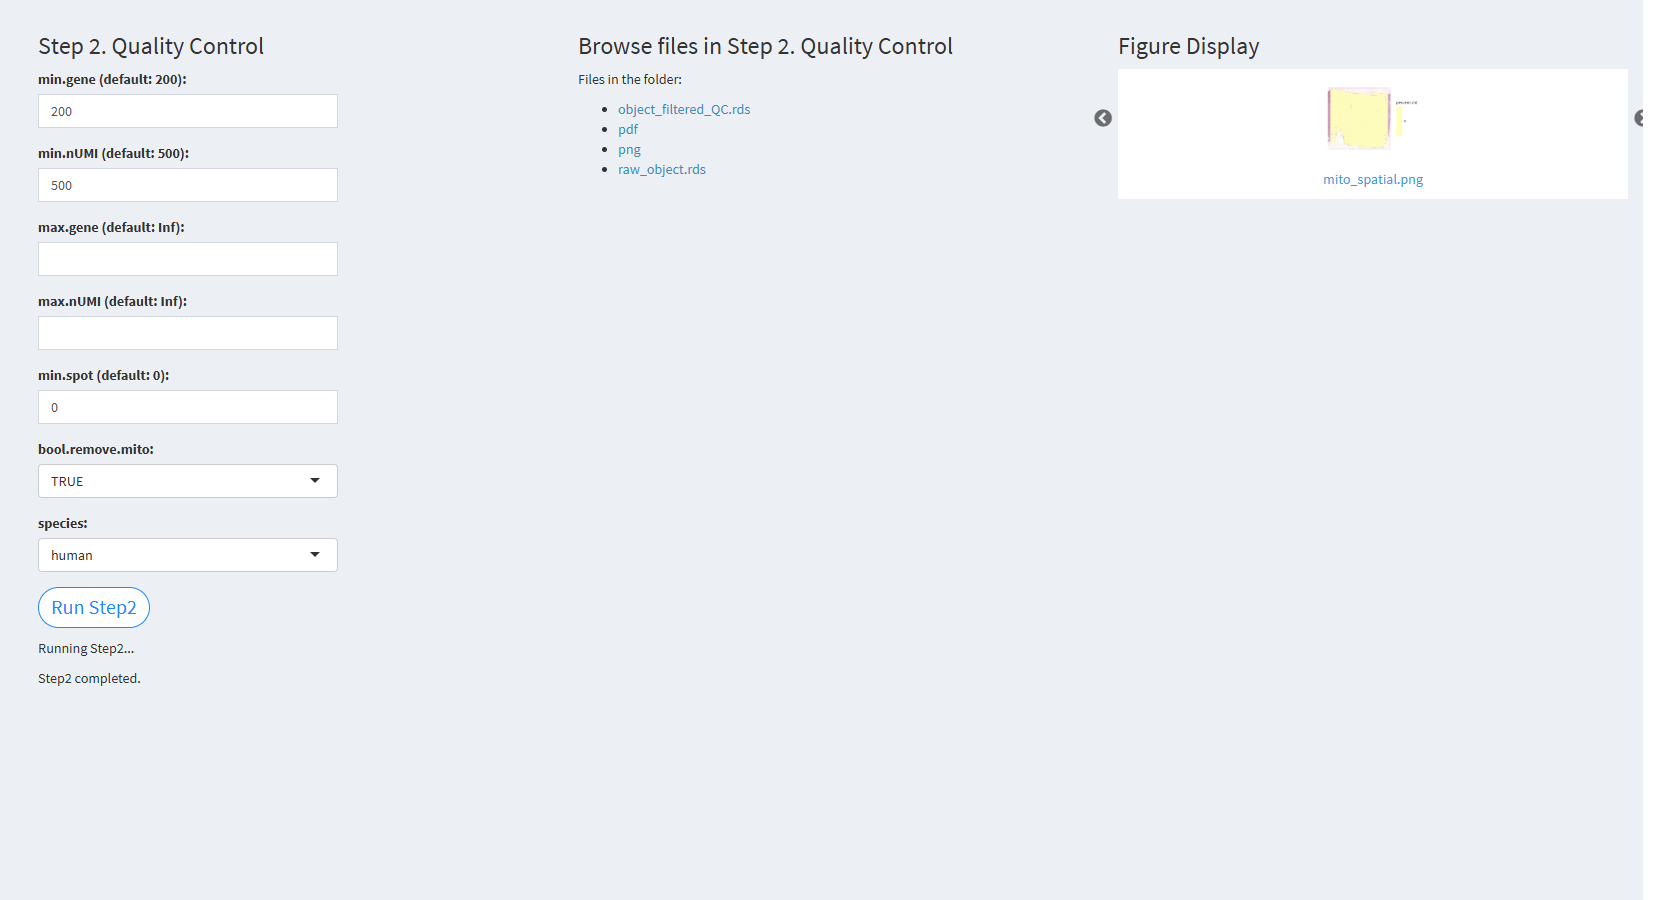 Step 2. Quality Control
min.gene (default: 200):
200
min.nUMI (default: 500):
500
max.gene (default: Inf):
max.nUMI (default: Inf):
min.spot (default: 0):
0
bool.remove.mito:
TRUE
species:
human
Run Step2
Running Step2...
Step2 completed.
Browse files in Step 2. Quality Control
Files in the folder:
object_filtered_QC.rds
pdf
png
raw_object.rds
Figure Display
mito_spatial.png